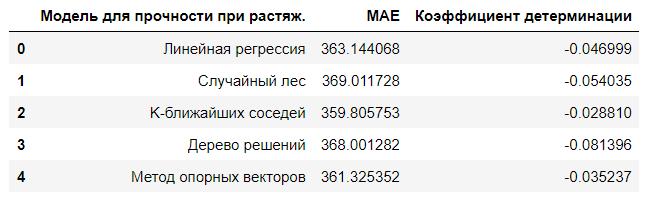 Модель для прочности при растяж. MAE Коэффициент детерминации
0 Линейная регрессия 363.144068 -0.046999
1 Случайный лес 369.011728 -0.054035
2 К-ближайших соседей 359.805753 -0.028810
3 Дерево решений 368.001282 -0.081396
4 Метод опорных векторов 361.325352 -0.035237